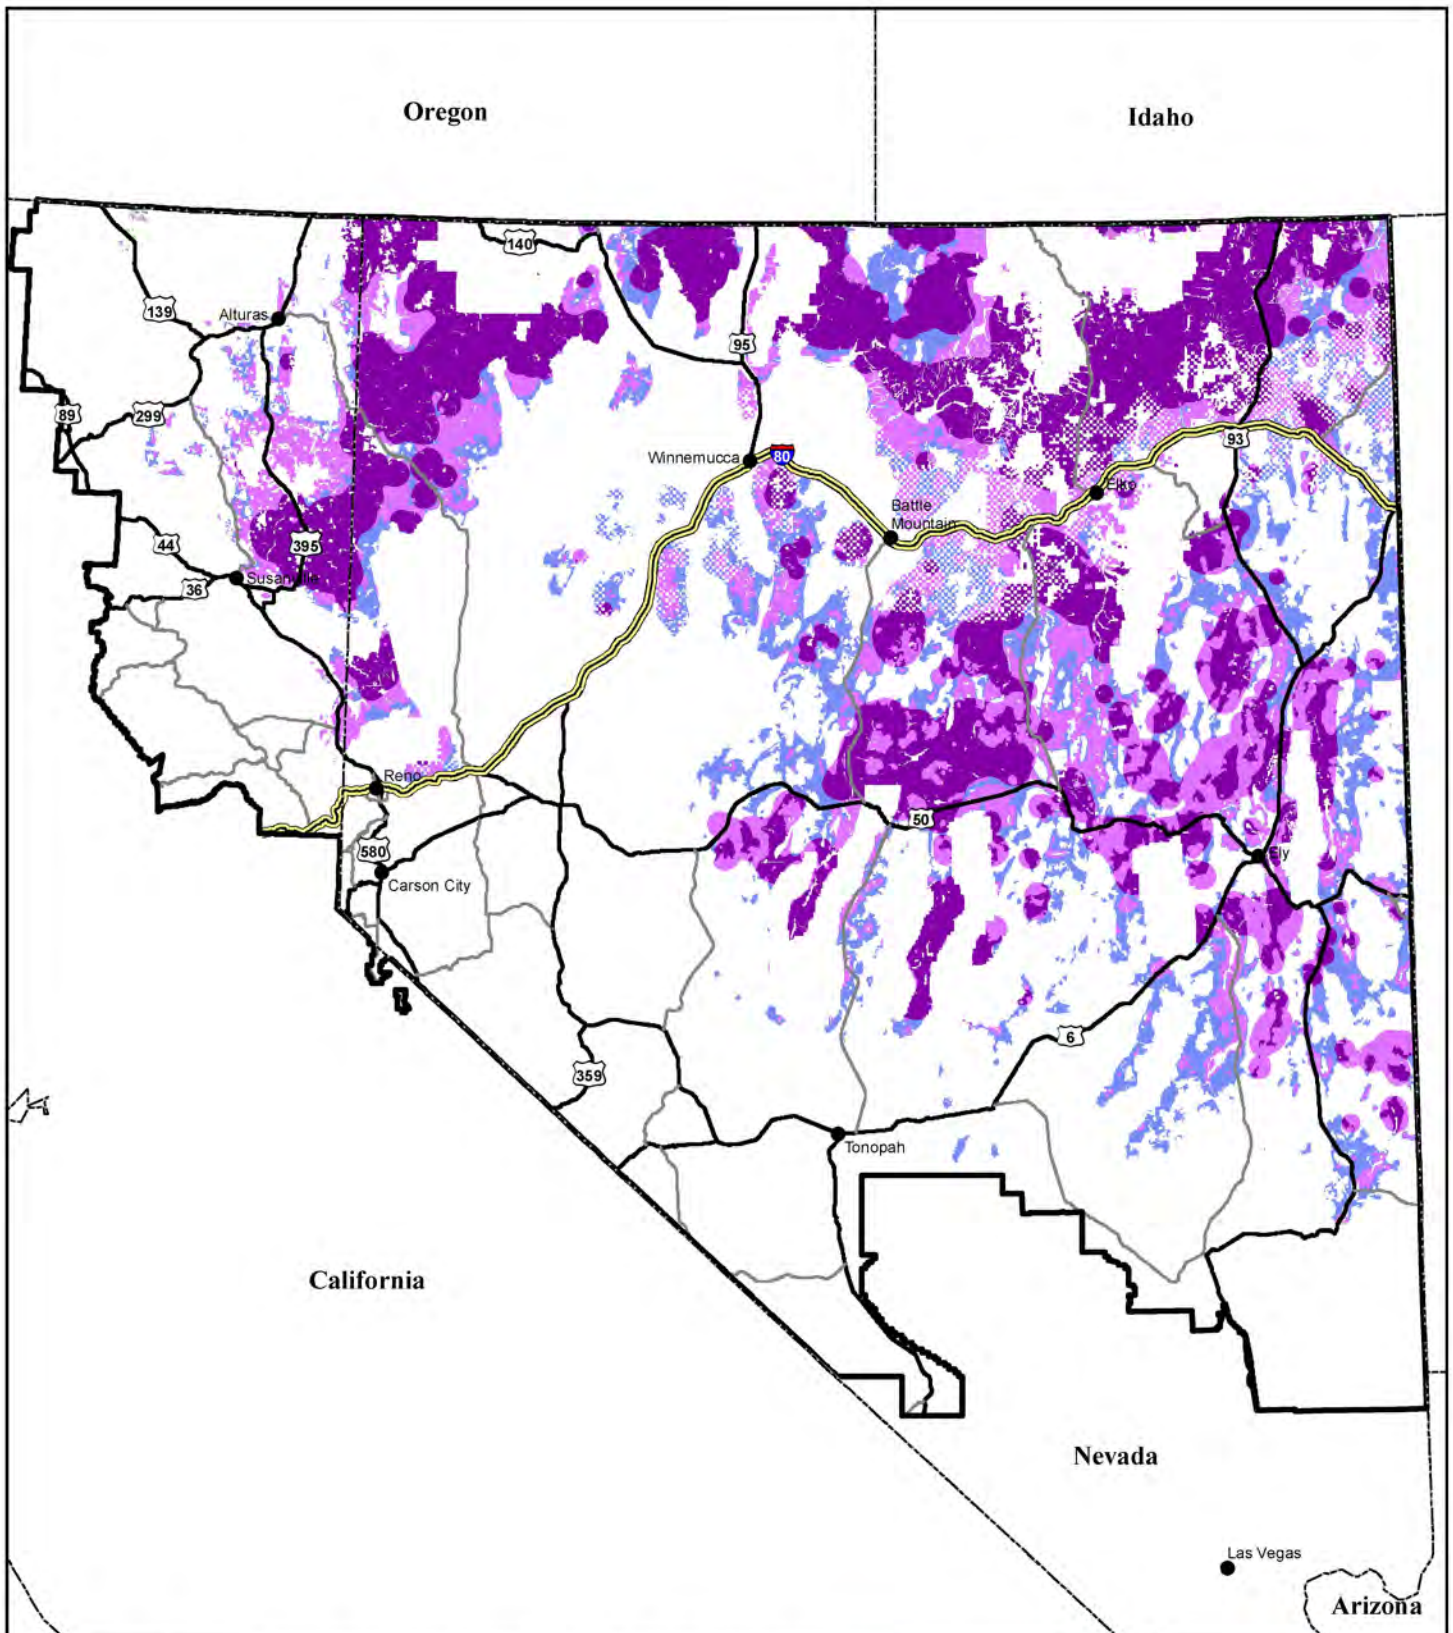 Oregon
Idaho
140
139
Alturas
95
89
299
93
Winnemucca
80
Elko
Battle
Mountain
44
395
Susanville
36
Reno
50
580
Ely
Carson City
6
359
Tonopah
California
Nevada
Las Vegas
Arizona